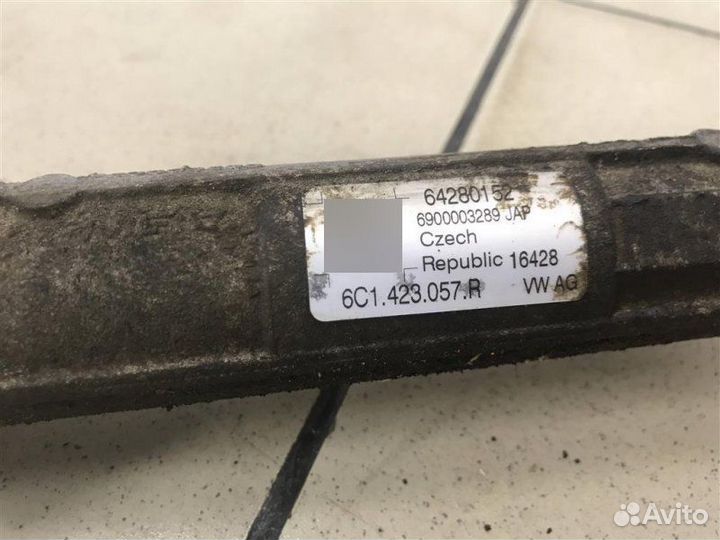 64280152
6900003289 JAP
Czech
Republic 16428
6C1.423.057.R VW AG
Avito